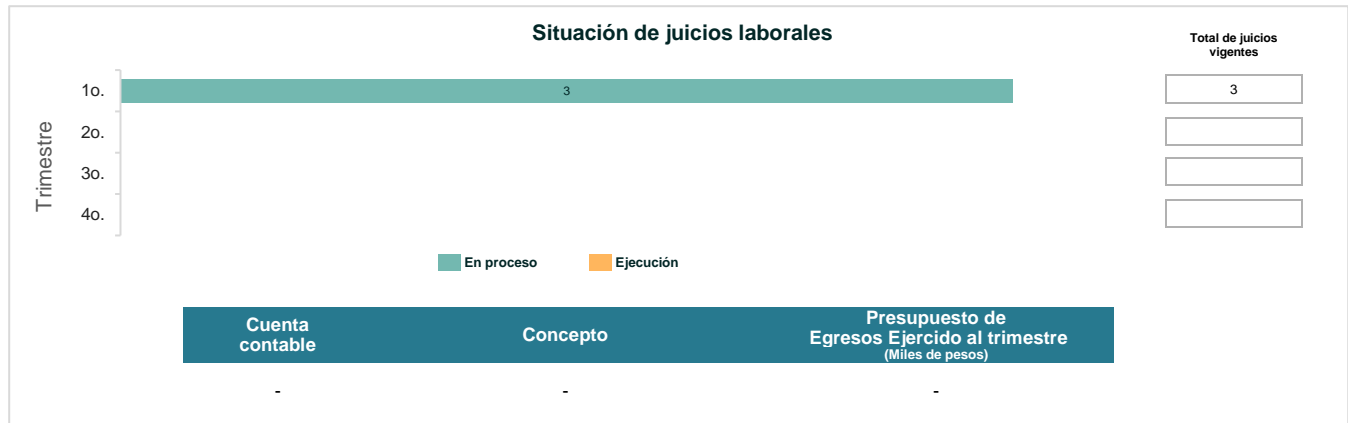 Situación de juicios laborales
Total de juicios
vigentes
Trimestre
1o.
3
3
2o.
3o.
4o.
En proceso
Ejecución
Cuenta
contable
Concepto
Presupuesto de
Egresos Ejercido al trimestre
(Miles de pesos)
-
-
-